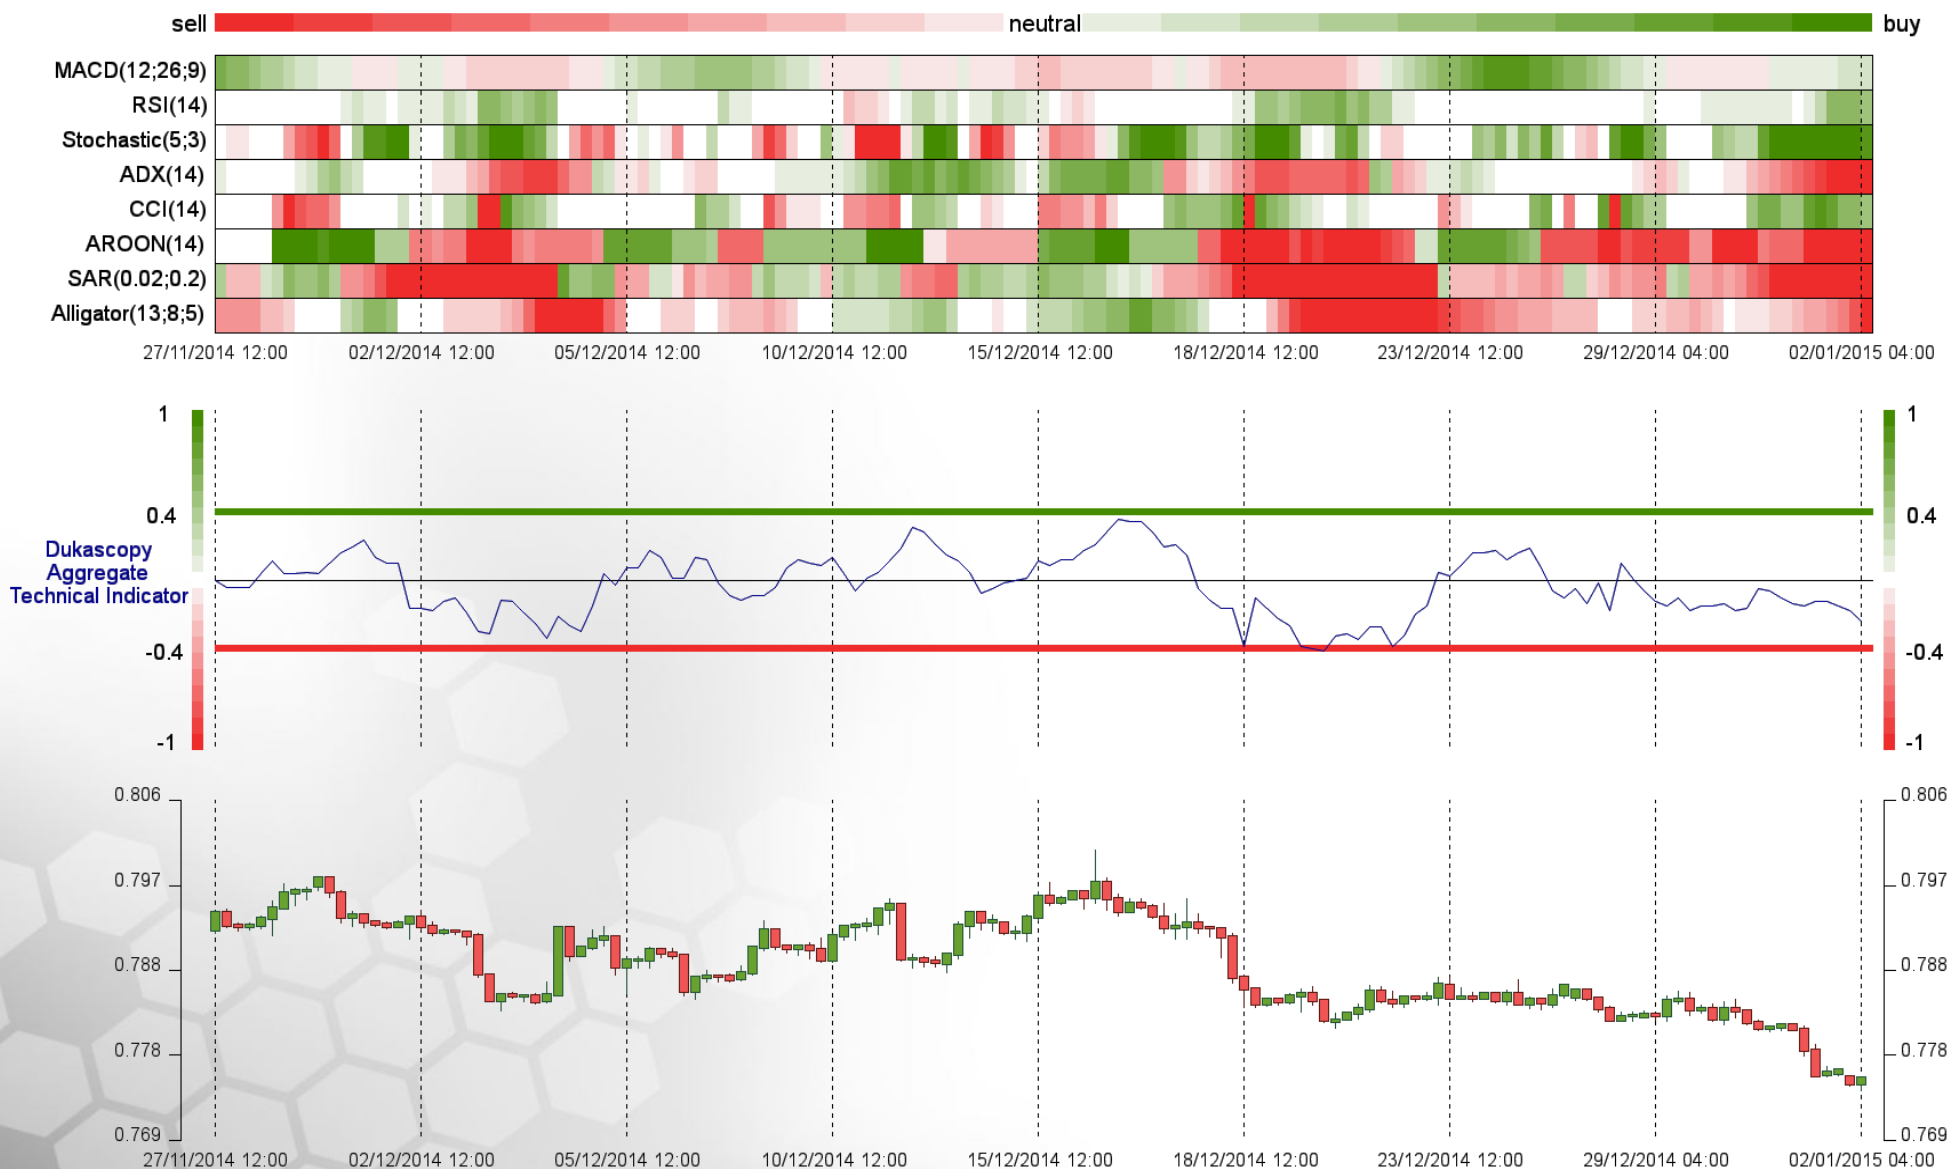 sell neutral buy
MACD(12;26;9)
RSI(14)
Stochastic(5;3)
ADX(14)
CCI(14)
AROON(14)
SAR(0.02;0.2)
Alligator(13;8;5)
27/11/2014 12:00 02/12/2014 12:00 05/12/2014 12:00 10/12/2014 12:00 15/12/2014 12:00 18/12/2014 12:00 23/12/2014 12:00 29/12/2014 04:00 02/01/2015 04:00
1 1
0.4 0.4
Dukascopy
Aggregate
Technical Indicator
-0.4 -0.4
-1 -1
0.806 0.806
0.797 0.797
0.788 0.788
0.778 0.778
0.769 0.769
27/11/2014 12:00 02/12/2014 12:00 05/12/2014 12:00 10/12/2014 12:00 15/12/2014 12:00 18/12/2014 12:00 23/12/2014 12:00 29/12/2014 04:00 02/01/2015 04:00